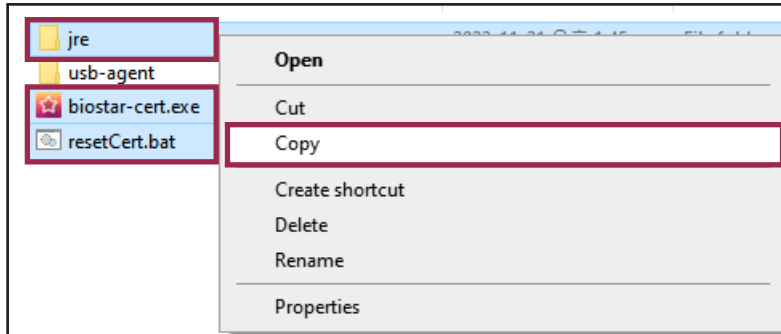 jre
usb-agent
biostar-cert.exe
resetCert.bat
Open
Cut
Copy
Create shortcut
Delete
Rename
Properties